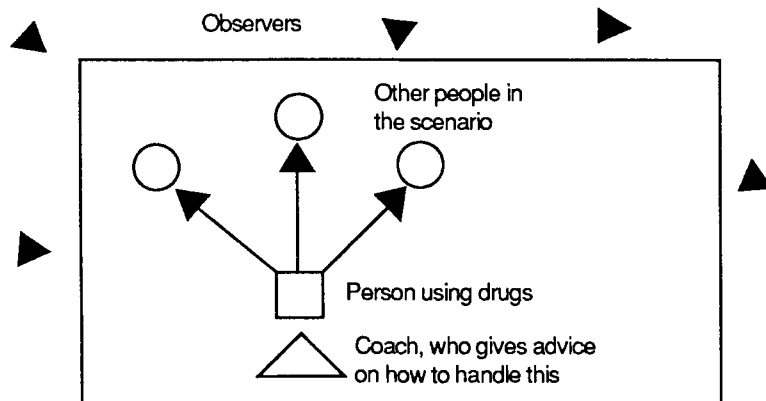 Observers
Other people in
the scenario
Person using drugs
Coach, who gives advice
on how to handle this